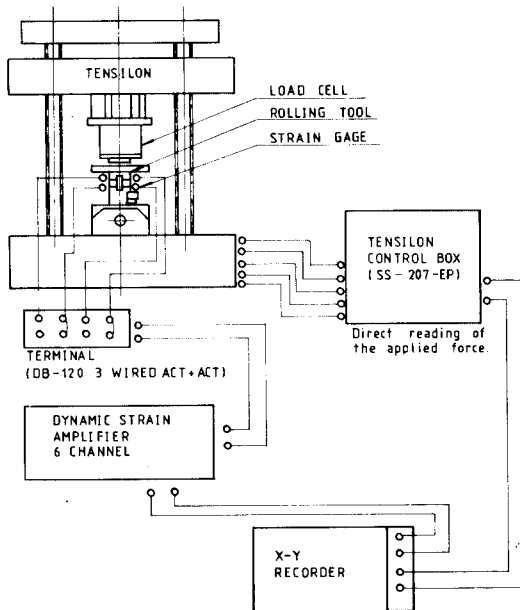 TENSILON
LOAD CELL
ROLLING TOOL
STRAIN GAGE
TENSILON
CONTROL BOX
(SS-207-EP)
Direct reading of
the applied force.
TERMINAL
(DB-120 3 WIRED ACT+ACT)
DYNAMIC STRAIN
AMPLIFIER
6 CHANNEL
X-Y
RECORDER